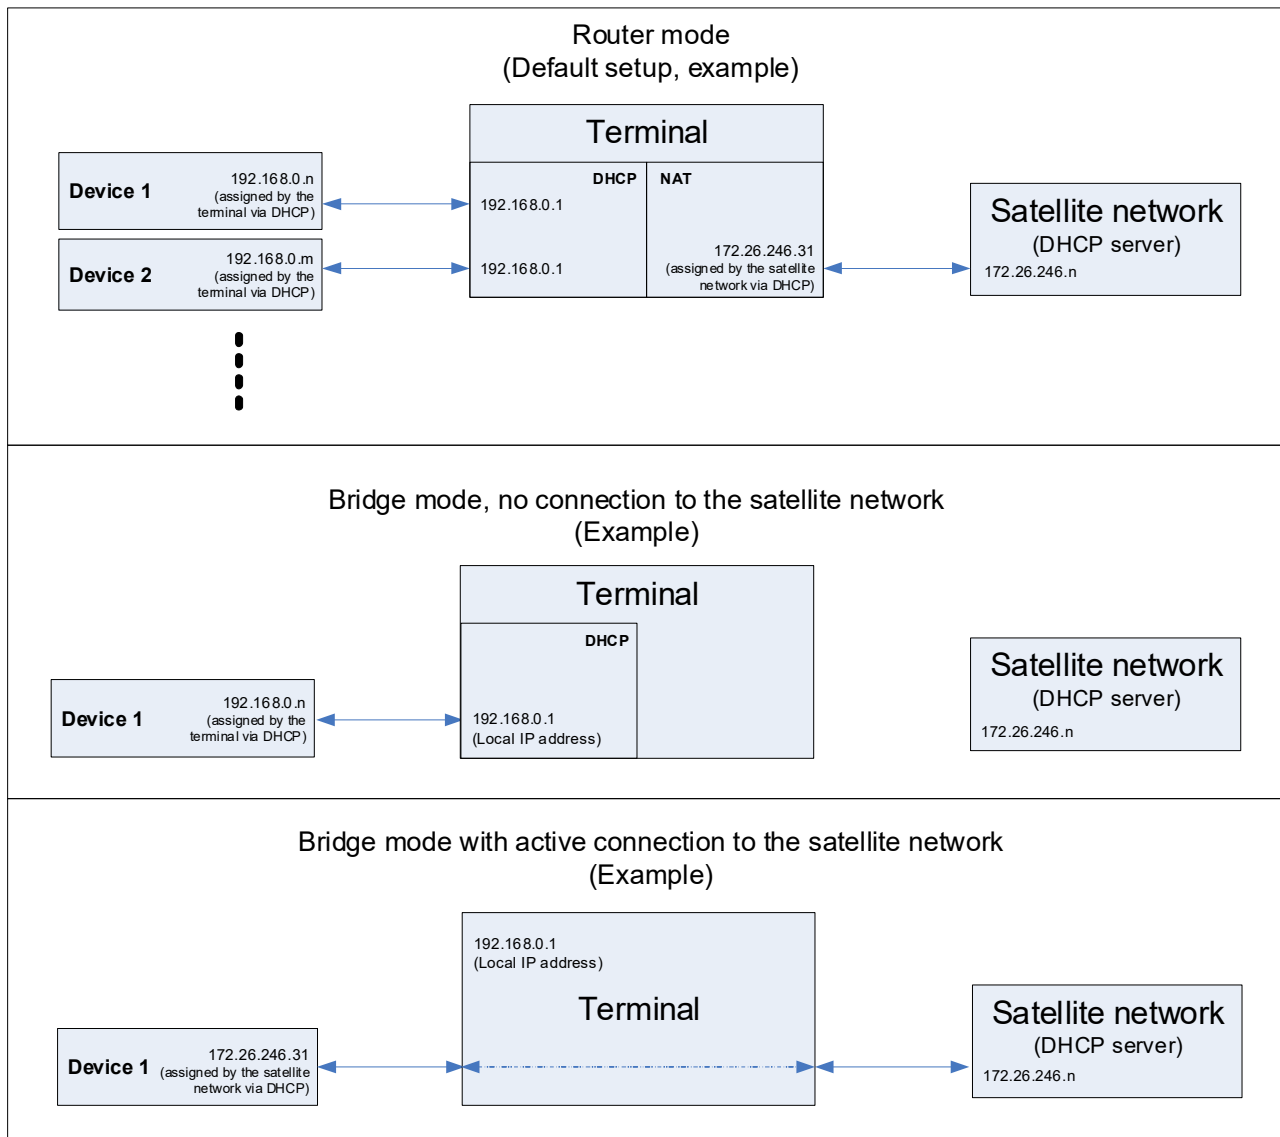 Router mode
(Default setup, example)
Terminal
DHCP
NAT
Device 1
192.168.0.n
(assigned by the
terminal via DHCP)
192.168.0.1
Device 2
192.168.0.m
(assigned by the
terminal via DHCP)
192.168.0.1
172.26.246.31
(assigned by the satellite
network via DHCP)
Satellite network
(DHCP server)
172.26.246.n
Bridge mode, no connection to the satellite network
(Example)
Terminal
DHCP
Device 1
192.168.0.n
(assigned by the
terminal via DHCP)
192.168.0.1
(Local IP address)
Satellite network
(DHCP server)
172.26.246.n
Bridge mode with active connection to the satellite network
(Example)
192.168.0.1
(Local IP address)
Terminal
Device 1
172.26.246.31
(assigned by the satellite
network via DHCP)
Satellite network
(DHCP server)
172.26.246.n